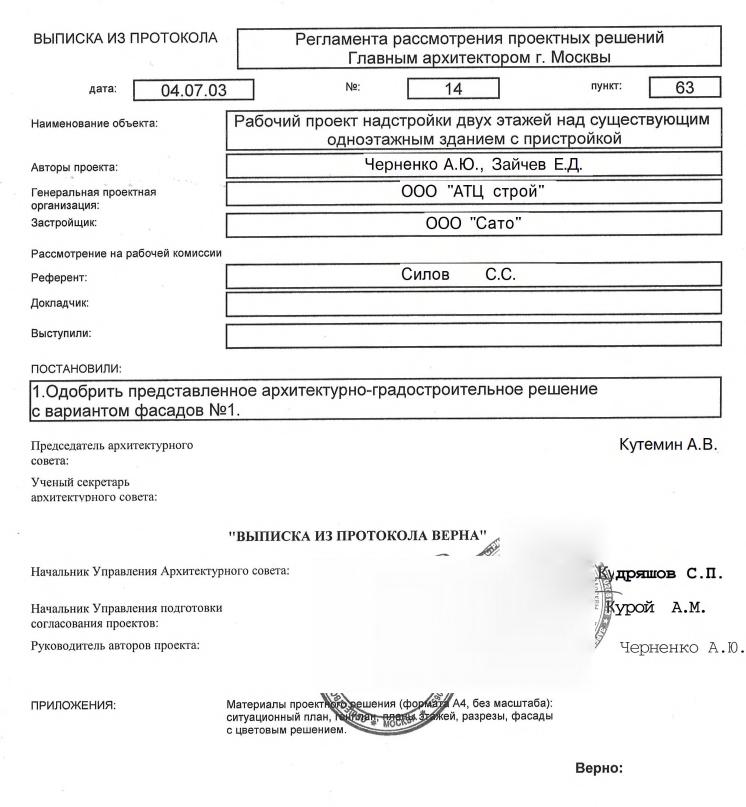 ВЫПИСКА ИЗ ПРОТОКОЛА
Регламента рассмотрения проектных решений
Главным архитектором г. Москвы
дата: 04.07.03 №: 14 пункт: 63
Наименование объекта:
Рабочий проект надстройки двух этажей над существующим
одноэтажным зданием с пристройкой
Авторы проекта: Черненко А.Ю., Зайчев Е.Д.
Генеральная проектная
организация:
ООО "АТЦ строй"
Застройщик: ООО "Сато"
Рассмотрение на рабочей комиссии
Референт: Силов С.С.
Докладчик:
Выступили:
ПОСТАНОВИЛИ:
1.Одобрить представленное архитектурно-градостроительное решение
с вариантом фасадов №1.
Председатель архитектурного
совета:
Кутемин А.В.
Ученый секретарь
архитектурного совета:
"ВЫПИСКА ИЗ ПРОТОКОЛА ВЕРНА"
Начальник Управления Архитектурного совета: Кудряшов С.П.
Начальник Управления подготовки
согласования проектов:
Курой А.М.
Руководитель авторов проекта: Черненко А.Ю.
ПРИЛОЖЕНИЯ:
Материалы проектного решения (формата А4, без масштаба):
ситуационный план, генплан, планы этажей, разрезы, фасады
с цветовым решением.
МОСКВА
Верно: